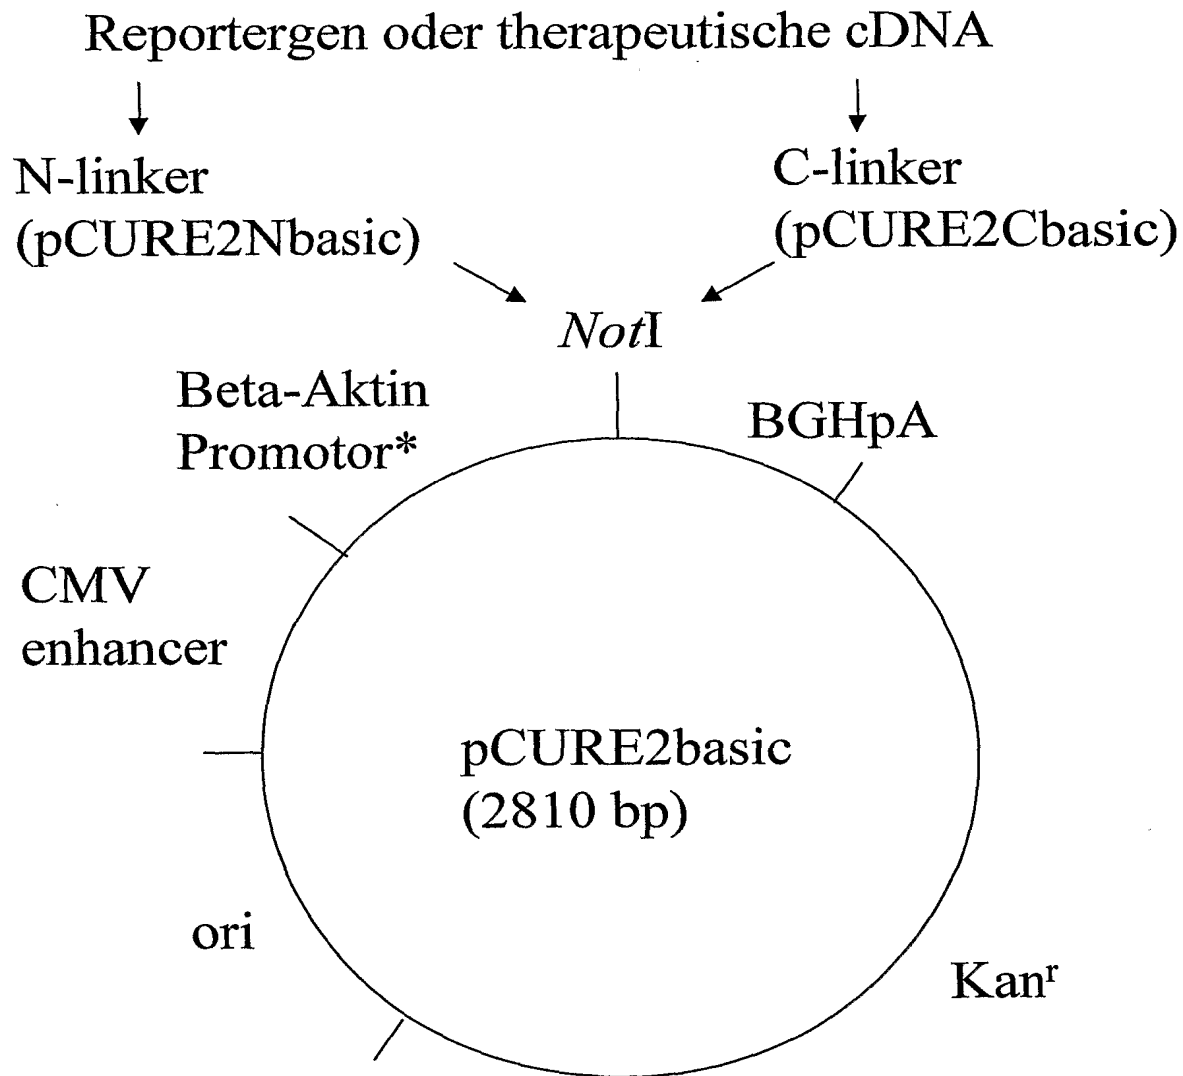 Reportergen oder therapeutische cDNA
N-linker
(pCURE2Nbasic)
C-linker
(pCURE2Cbasic)
NotI
Beta-Aktin
Promotor*
BGHpA
CMV
enhancer
pCURE2basic
(2810 bp)
ori
Kanʳ